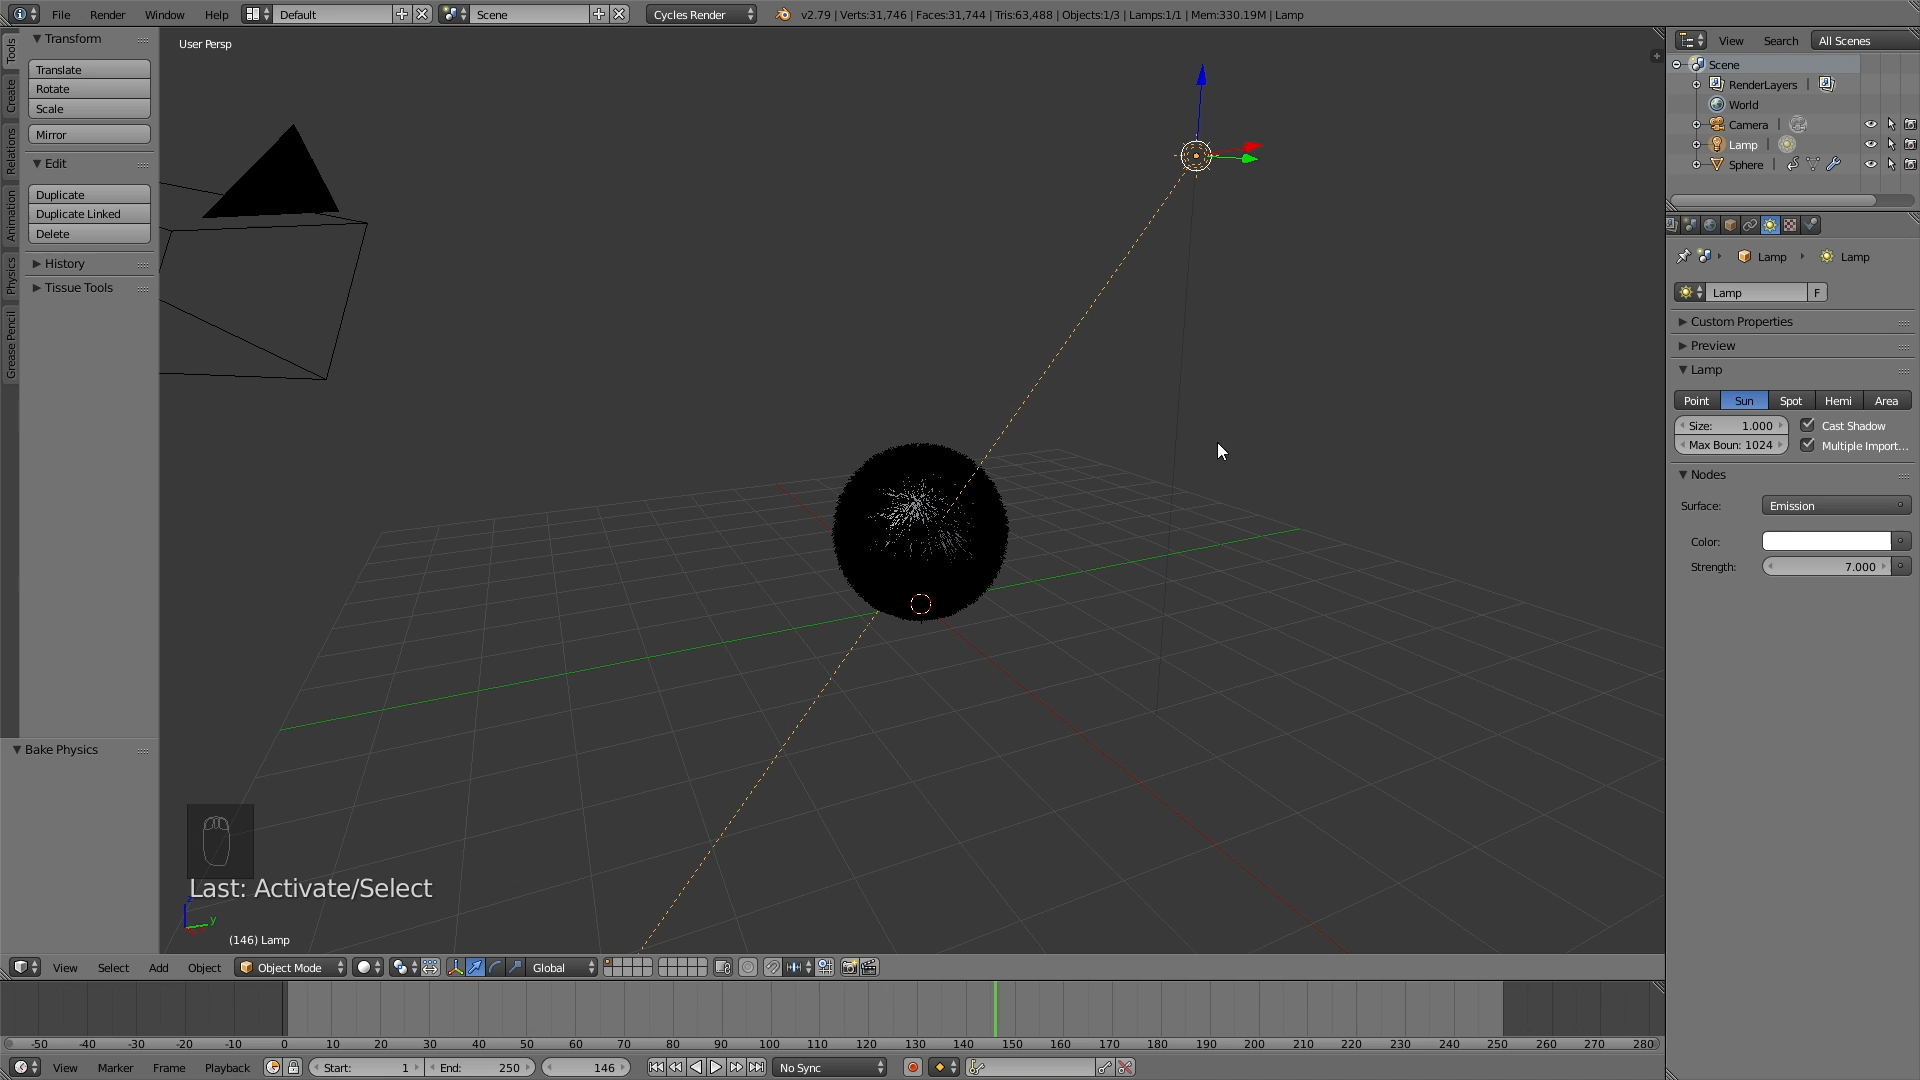 File Render Window Help Default Scene Cycles Render v2.79 | Verts:31,746 | Faces:31,744 | Tris:63,488 | Objects:1/3 | Lamps:1/1 | Mem:330.19M | Lamp
Tools
Create
Relations
Animation
Physics
Grease Pencil
Transform
Translate
Rotate
Scale
Mirror
Edit
Duplicate
Duplicate Linked
Delete
History
Tissue Tools
Bake Physics
User Persp
Last: Activate/Select
y
(146) Lamp
View Search All Scenes
Scene
RenderLayers |
World
Camera |
Lamp |
Sphere |
Lamp Lamp
Lamp F
Custom Properties
Preview
Lamp
Point Sun Spot Hemi Area
Size: 1.000 Cast Shadow
Max Boun: 1024 Multiple Import...
Nodes
Surface: Emission
Color:
Strength: 7.000
View Select Add Object Object Mode Global
-50 -40 -30 -20 -10 0 10 20 30 40 50 60 70 80 90 100 110 120 130 140 150 160 170 180 190 200 210 220 230 240 250 260 270 280
View Marker Frame Playback Start: 1 End: 250 146 No Sync